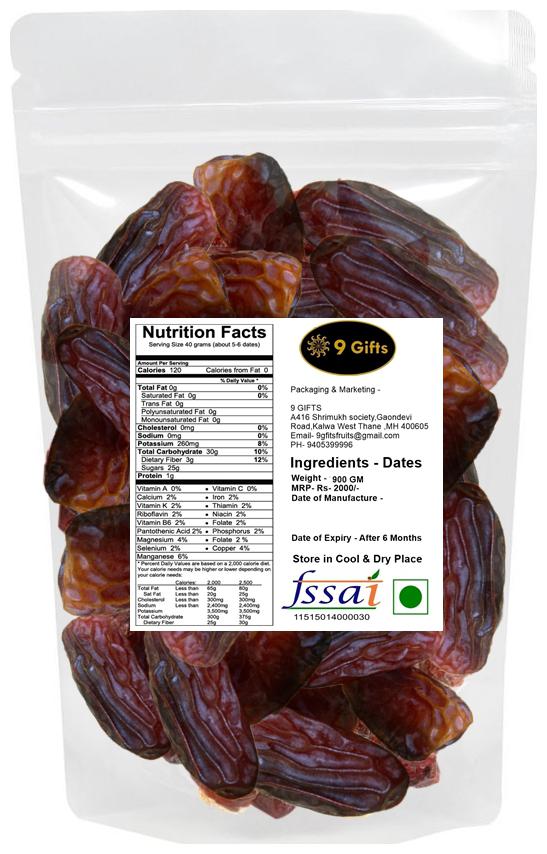 Nutrition Facts
Serving Size 40 grams (about 5-6 dates)
Amount Per Serving
Calories 120 Calories from Fat 0
% Daily Value *
Total Fat 0g 0%
Saturated Fat 0g 0%
Trans Fat 0g
Polyunsaturated Fat 0g
Monounsaturated Fat 0g
Cholesterol 0mg 0%
Sodium 0mg 0%
Potassium 260mg 8%
Total Carbohydrate 30g 10%
Dietary Fiber 3g 12%
Sugars 25g
Protein 1g
Vitamin A 0% • Vitamin C 0%
Calcium 2% • Iron 2%
Vitamin K 2% • Thiamin 2%
Riboflavin 2% • Niacin 2%
Vitamin B6 2% • Folate 2%
Pantothenic Acid 2% • Phosphorus 2%
Magnesium 4% • Folate 2 %
Selenium 2% • Copper 4%
Manganese 6%
* Percent Daily Values are based on a 2,000 calorie diet.
Your calorie needs may be higher or lower depending on
your calorie needs:
Calories: 2,000 2,500
Total Fat Less than 65g 80g
Sat Fat Less than 20g 25g
Cholesterol Less than 300mg 300mg
Sodium Less than 2,400mg 2,400mg
Potassium 3,500mg 3,500mg
Total Carbohydrate 300g 375g
Dietary Fiber 25g 30g
9 Gifts
Packaging & Marketing -
9 GIFTS
A416 Shrimukh society,Gaondevi
Road,Kalwa West Thane ,MH 400605
Email- 9gfitsfruits@gmail.com
PH- 9405399996
Ingredients - Dates
Weight - 900 GM
MRP- Rs- 2000/-
Date of Manufacture -
Date of Expiry - After 6 Months
Store in Cool & Dry Place
fssai
11515014000030